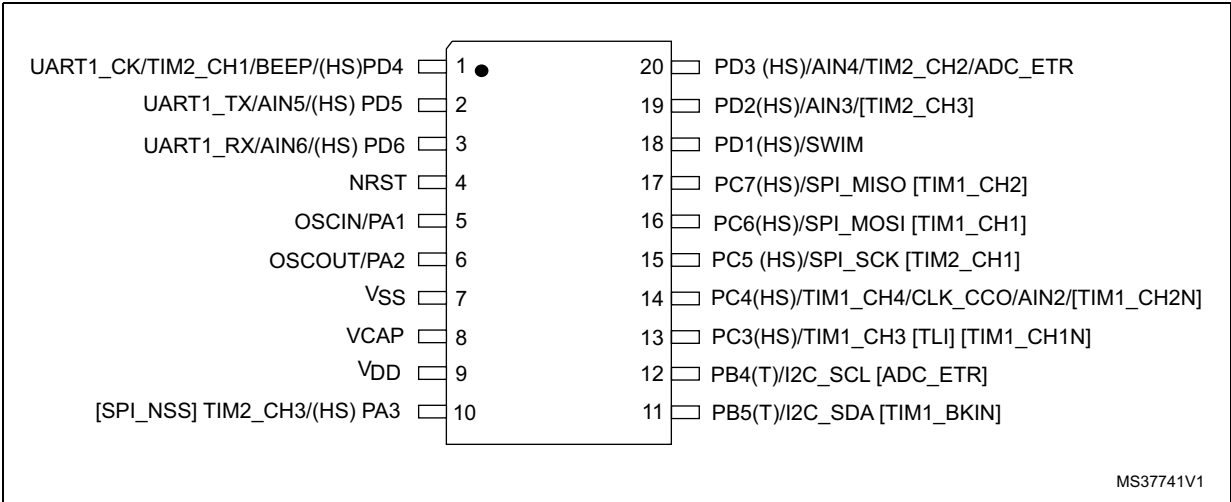 UART1_CK/TIM2_CH1/BEEP/(HS)PD4 1 20 PD3 (HS)/AIN4/TIM2_CH2/ADC_ETR
UART1_TX/AIN5/(HS) PD5 2 19 PD2(HS)/AIN3/[TIM2_CH3]
UART1_RX/AIN6/(HS) PD6 3 18 PD1(HS)/SWIM
NRST 4 17 PC7(HS)/SPI_MISO [TIM1_CH2]
OSCIN/PA1 5 16 PC6(HS)/SPI_MOSI [TIM1_CH1]
OSCOUT/PA2 6 15 PC5 (HS)/SPI_SCK [TIM2_CH1]
VSS 7 14 PC4(HS)/TIM1_CH4/CLK_CCO/AIN2/[TIM1_CH2N]
VCAP 8 13 PC3(HS)/TIM1_CH3 [TLI] [TIM1_CH1N]
VDD 9 12 PB4(T)/I2C_SCL [ADC_ETR]
[SPI_NSS] TIM2_CH3/(HS) PA3 10 11 PB5(T)/I2C_SDA [TIM1_BKIN]
MS37741V1